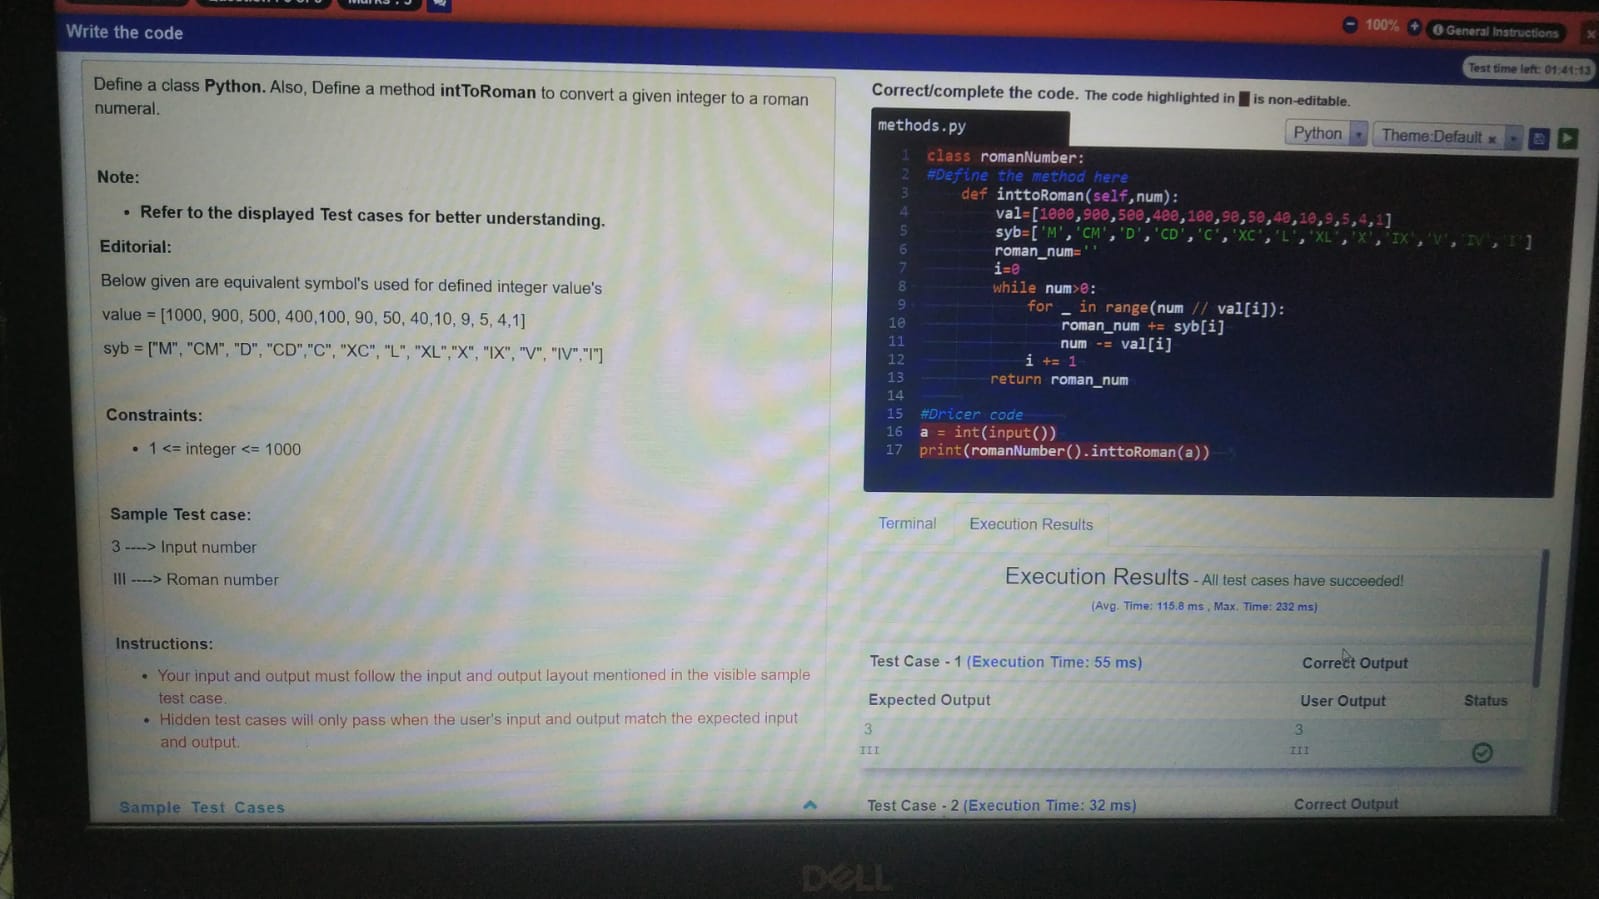 Write the code
100%
General Instructions
Test time left: 01:41:13
Define a class Python. Also, Define a method intToRoman to convert a given integer to a roman
numeral.
Note:
• Refer to the displayed Test cases for better understanding.
Editorial:
Below given are equivalent symbol's used for defined integer value's
value = [1000, 900, 500, 400,100, 90, 50, 40,10, 9, 5, 4,1]
syb = ["M", "CM", "D", "CD","C", "XC", "L", "XL","X", "IX", "V", "IV","I"]
Constraints:
• 1 <= integer <= 1000
Sample Test case:
3 ----> Input number
III ----> Roman number
Instructions:
• Your input and output must follow the input and output layout mentioned in the visible sample
test case.
• Hidden test cases will only pass when the user's input and output match the expected input
and output.
Sample Test Cases
Correct/complete the code. The code highlighted in is non-editable.
methods.py
Python
Theme:Default
1 class romanNumber:
2 #Define the method here
3 def inttoRoman(self,num):
4 val=[1000,900,500,400,100,90,50,40,10,9,5,4,1]
5 syb=['M','CM','D','CD','C','XC','L','XL','X','IX','V','IV','I']
6 roman_num=''
7 i=0
8 while num>0:
9 for _ in range(num // val[i]):
10 roman_num += syb[i]
11 num -= val[i]
12 i += 1
13 return roman_num
14
15 #Dricer code
16 a = int(input())
17 print(romanNumber().inttoRoman(a))
Terminal
Execution Results
Execution Results - All test cases have succeeded!
(Avg. Time: 115.8 ms , Max. Time: 232 ms)
Test Case - 1 (Execution Time: 55 ms)
Correct Output
Expected Output
User Output
Status
3
3
III
III
Test Case - 2 (Execution Time: 32 ms)
Correct Output
DELL